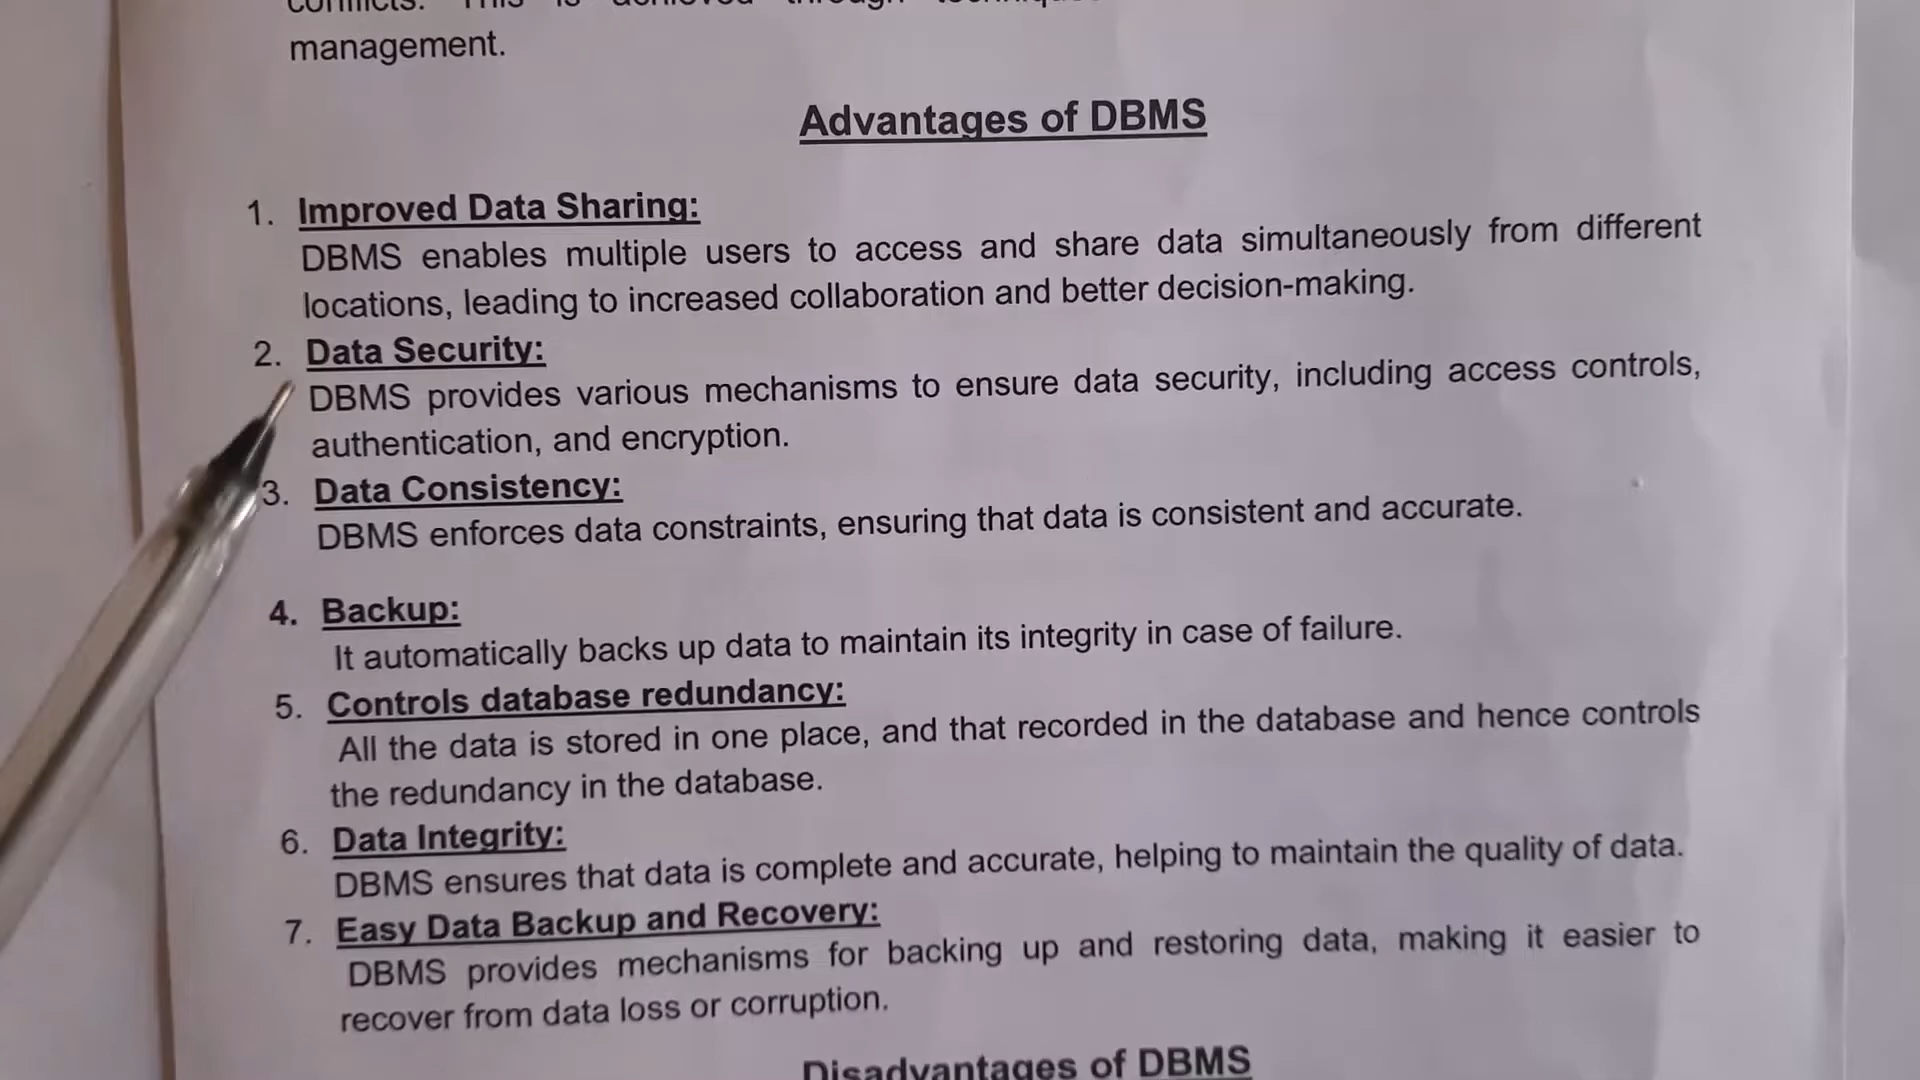 conflicts. This is achieved through
management.
Advantages of DBMS
1. Improved Data Sharing:
DBMS enables multiple users to access and share data simultaneously from different
locations, leading to increased collaboration and better decision-making.
2. Data Security:
DBMS provides various mechanisms to ensure data security, including access controls,
authentication, and encryption.
3. Data Consistency:
DBMS enforces data constraints, ensuring that data is consistent and accurate.
4. Backup:
It automatically backs up data to maintain its integrity in case of failure.
5. Controls database redundancy:
All the data is stored in one place, and that recorded in the database and hence controls
the redundancy in the database.
6. Data Integrity:
DBMS ensures that data is complete and accurate, helping to maintain the quality of data.
7. Easy Data Backup and Recovery:
DBMS provides mechanisms for backing up and restoring data, making it easier to
recover from data loss or corruption.
Disadvantages of DBMS